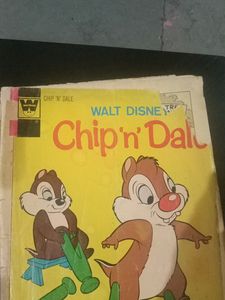 CHIP 'N' DALE
WALT DISNEY
Chip 'n' Dale